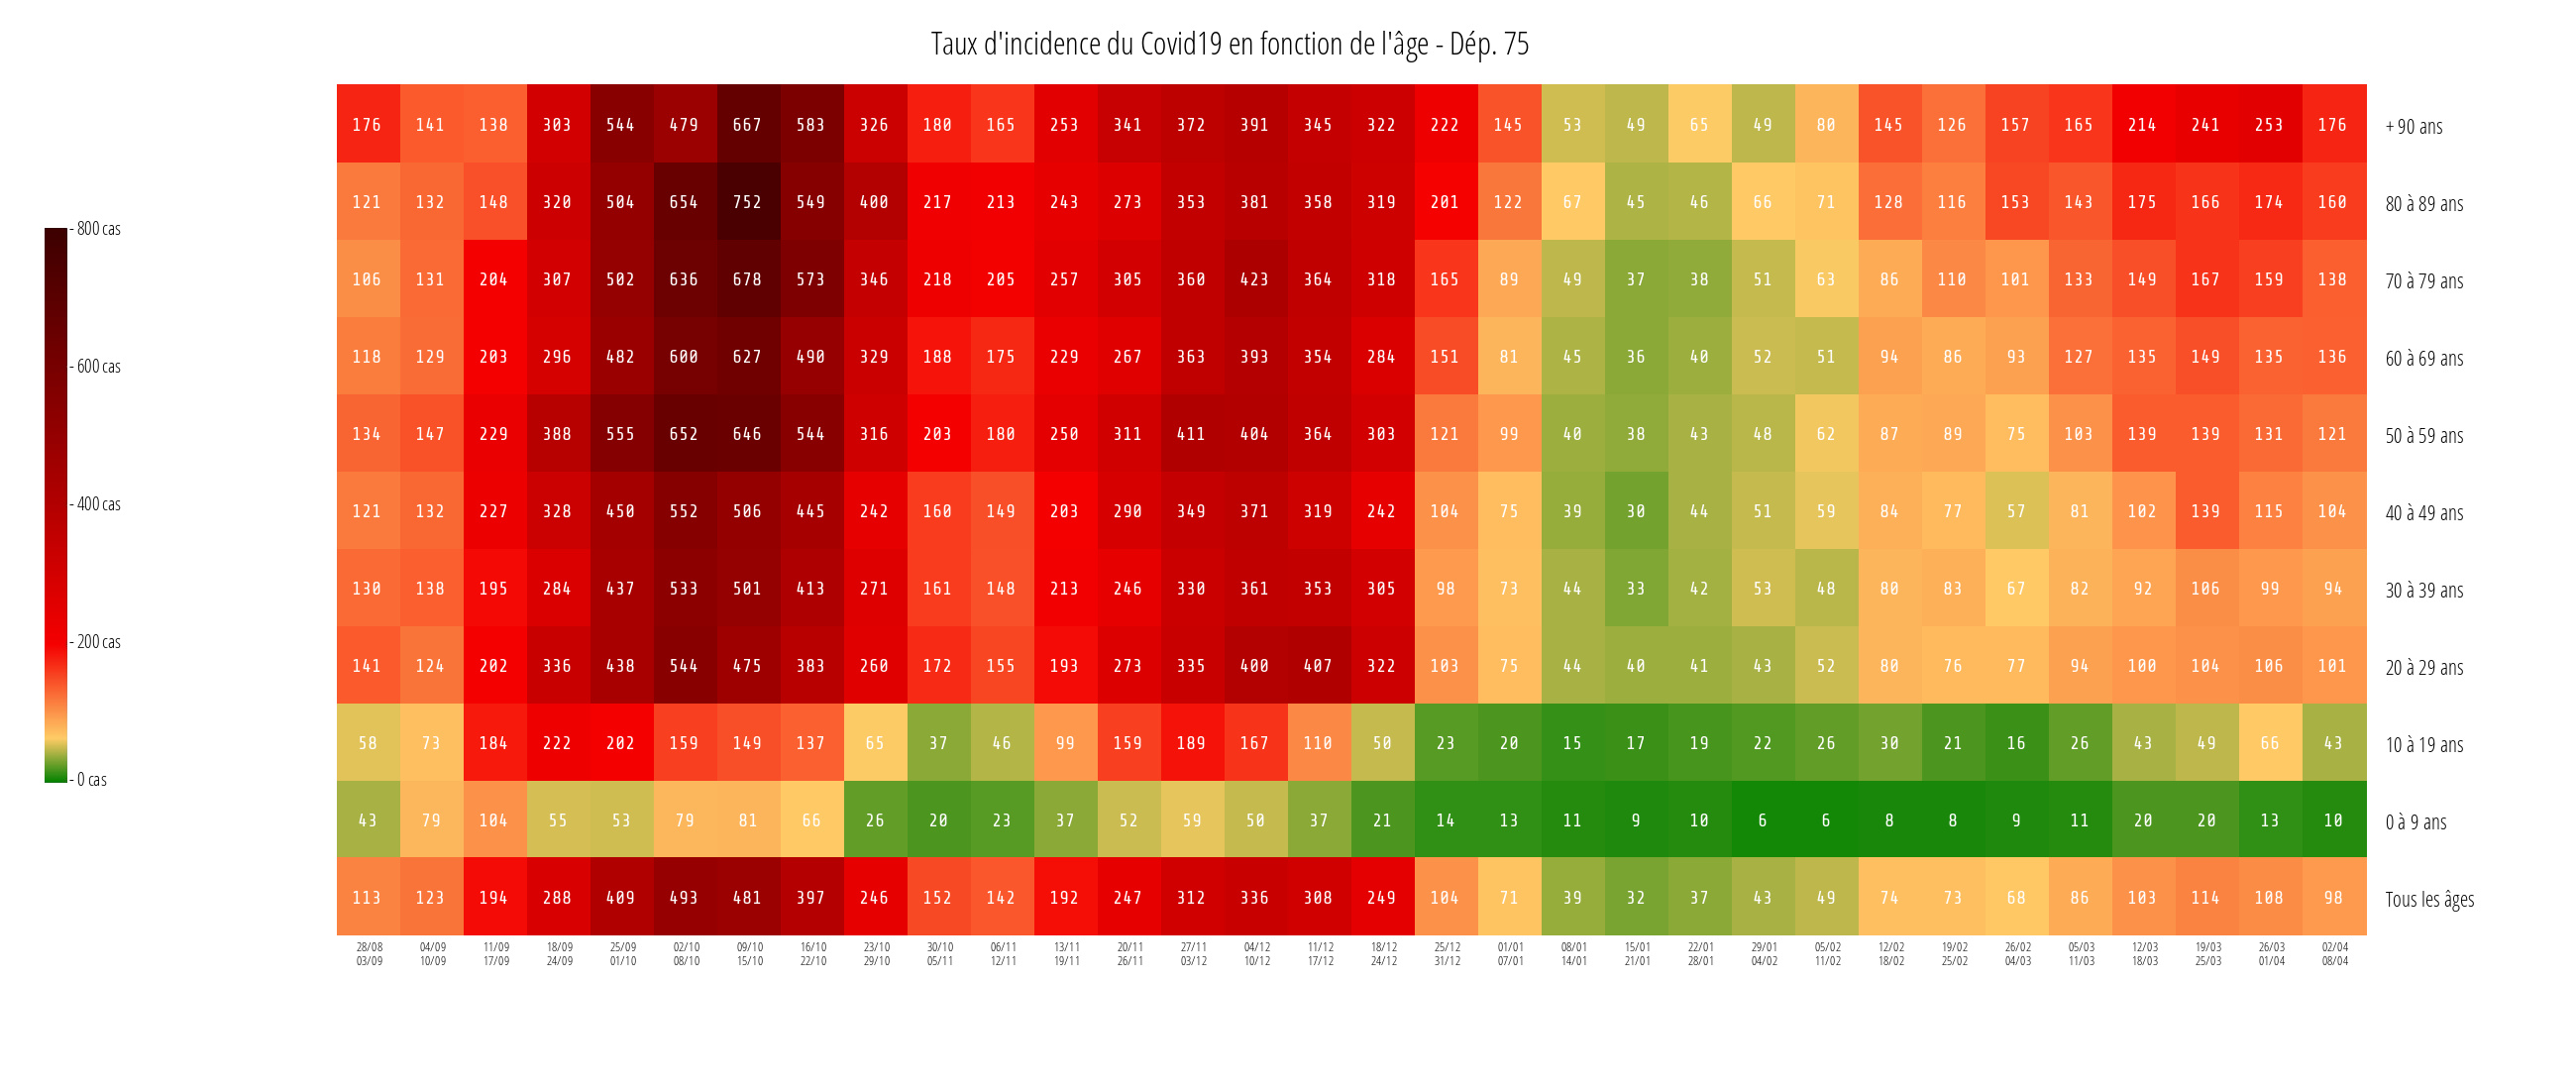 Taux d'incidence du Covid19 en fonction de l'âge - Dép. 75
176 141 138 303 544 479 667 583 326 180 165 253 341 372 391 345 322 222 145 53 49 65 49 80 145 126 157 165 214 241 253 176 + 90 ans
121 132 148 320 504 654 752 549 400 217 213 243 273 353 381 358 319 201 122 67 45 46 66 71 128 116 153 143 175 166 174 160 80 à 89 ans
- 800 cas
106 131 204 307 502 636 678 573 346 218 205 257 305 360 423 364 318 165 89 49 37 38 51 63 86 110 101 133 149 167 159 138 70 à 79 ans
118 129 203 296 482 600 627 490 329 188 175 229 267 363 393 354 284 151 81 45 36 40 52 51 94 86 93 127 135 149 135 136 60 à 69 ans
- 600 cas
134 147 229 388 555 652 646 544 316 203 180 250 311 411 404 364 303 121 99 40 38 43 48 62 87 89 75 103 139 139 131 121 50 à 59 ans
- 400 cas
121 132 227 328 450 552 506 445 242 160 149 203 290 349 371 319 242 104 75 39 30 44 51 59 84 77 57 81 102 139 115 104 40 à 49 ans
130 138 195 284 437 533 501 413 271 161 148 213 246 330 361 353 305 98 73 44 33 42 53 48 80 83 67 82 92 106 99 94 30 à 39 ans
- 200 cas
141 124 202 336 438 544 475 383 260 172 155 193 273 335 400 407 322 103 75 44 40 41 43 52 80 76 77 94 100 104 106 101 20 à 29 ans
58 73 184 222 202 159 149 137 65 37 46 99 159 189 167 110 50 23 20 15 17 19 22 26 30 21 16 26 43 49 66 43 10 à 19 ans
- 0 cas
43 79 104 55 53 79 81 66 26 20 23 37 52 59 50 37 21 14 13 11 9 10 6 6 8 8 9 11 20 20 13 10 0 à 9 ans
113 123 194 288 409 493 481 397 246 152 142 192 247 312 336 308 249 104 71 39 32 37 43 49 74 73 68 86 103 114 108 98 Tous les âges
28/08 04/09 11/09 18/09 25/09 02/10 09/10 16/10 23/10 30/10 06/11 13/11 20/11 27/11 04/12 11/12 18/12 25/12 01/01 08/01 15/01 22/01 29/01 05/02 12/02 19/02 26/02 05/03 12/03 19/03 26/03 02/04
03/09 10/09 17/09 24/09 01/10 08/10 15/10 22/10 29/10 05/11 12/11 19/11 26/11 03/12 10/12 17/12 24/12 31/12 07/01 14/01 21/01 28/01 04/02 11/02 18/02 25/02 04/03 11/03 18/03 25/03 01/04 08/04